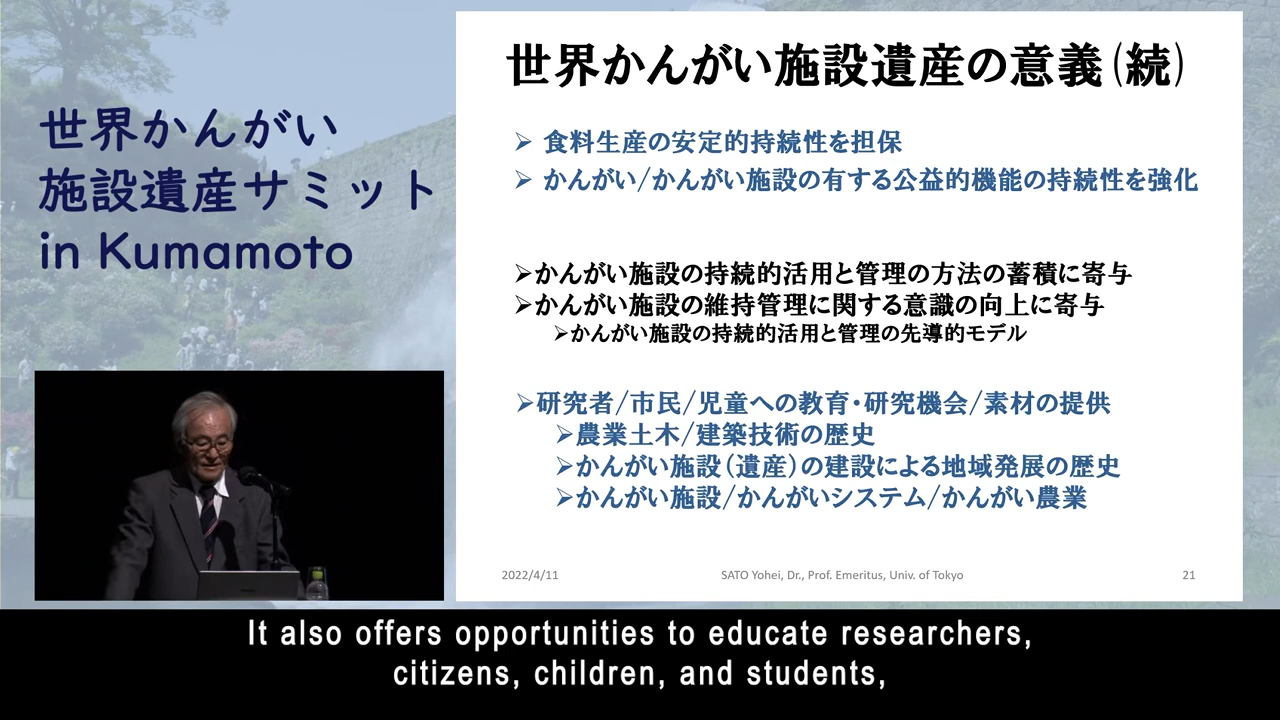 世界かんがい
施設遺産サミット
in Kumamoto
世界かんがい施設遺産の意義(続)
➢ 食料生産の安定的持続性を担保
➢ かんがい/かんがい施設の有する公益的機能の持続性を強化
➢かんがい施設の持続的活用と管理の方法の蓄積に寄与
➢かんがい施設の維持管理に関する意識の向上に寄与
➢かんがい施設の持続的活用と管理の先導的モデル
➢研究者/市民/児童への教育・研究機会/素材の提供
➢農業土木/建築技術の歴史
➢かんがい施設(遺産)の建設による地域発展の歴史
➢かんがい施設/かんがいシステム/かんがい農業
2022/4/11
SATO Yohei, Dr., Prof. Emeritus, Univ. of Tokyo
21
It also offers opportunities to educate researchers,
citizens, children, and students,